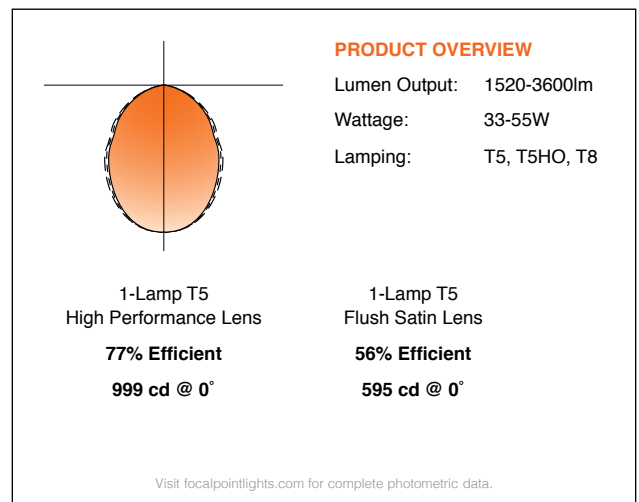 PRODUCT OVERVIEW
Lumen Output: 1520-3600lm
Wattage: 33-55W
Lamping: T5, T5HO, T8
1-Lamp T5
High Performance Lens
77% Efficient
999 cd @ 0°
1-Lamp T5
Flush Satin Lens
56% Efficient
595 cd @ 0°
Visit focalpointlights.com for complete photometric data.